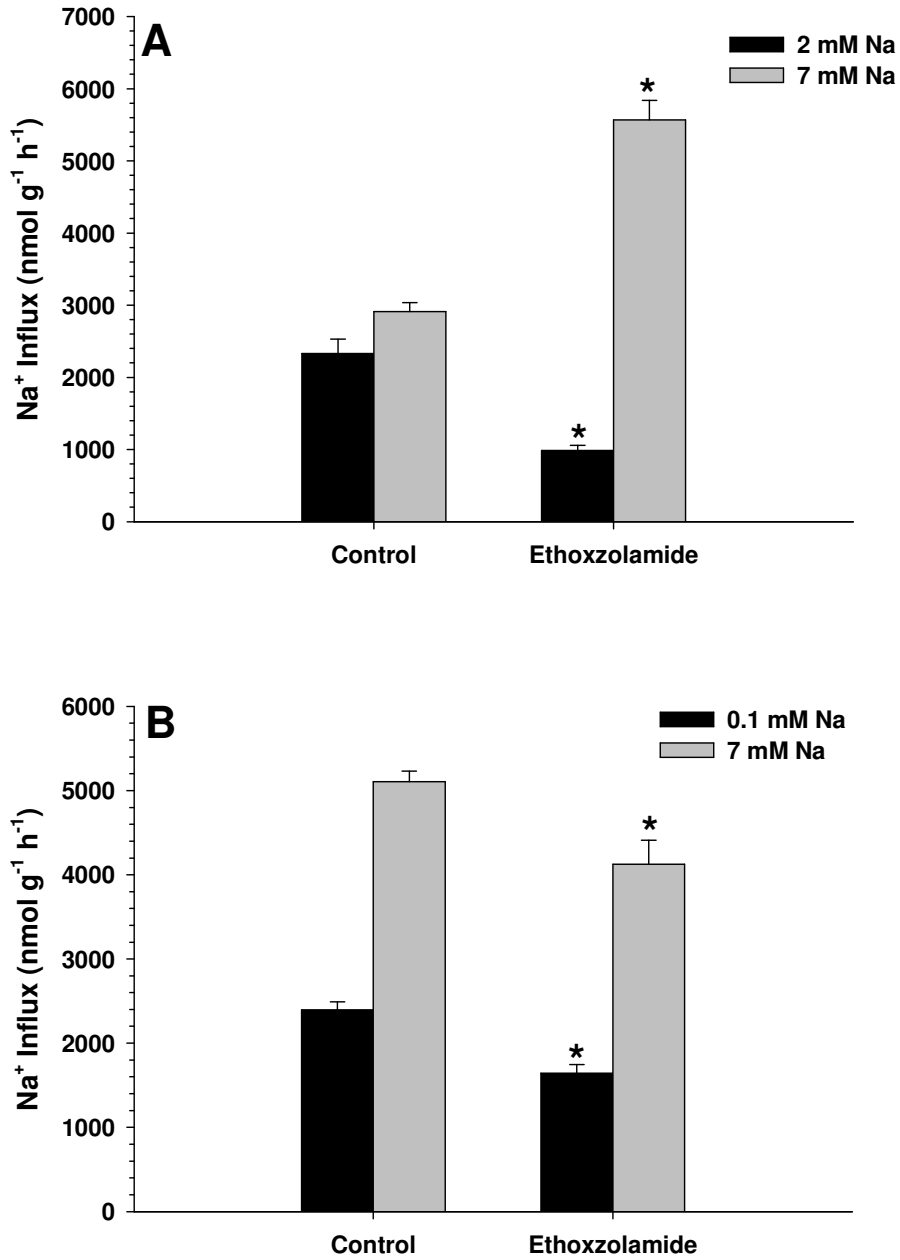 A
2 mM Na
7 mM Na
7000
6000
5000
4000
3000
2000
1000
0
Na⁺ Influx (nmol g⁻¹ h⁻¹)
*
*
Control Ethoxzolamide
B
0.1 mM Na
7 mM Na
6000
5000
4000
3000
2000
1000
0
Na⁺ Influx (nmol g⁻¹ h⁻¹)
*
*
Control Ethoxzolamide